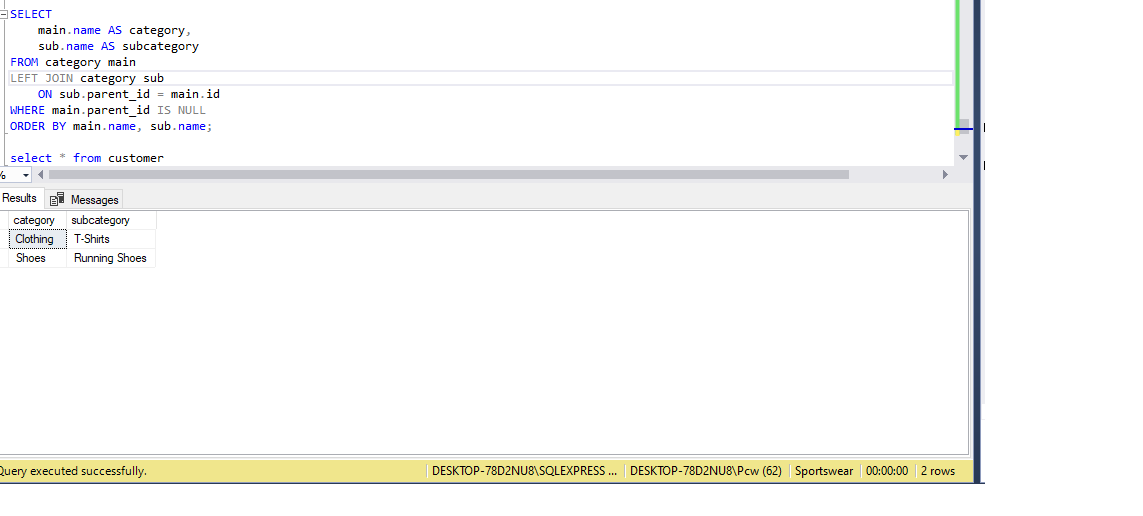 SELECT
    main.name AS category,
    sub.name AS subcategory
FROM category main
LEFT JOIN category sub
    ON sub.parent_id = main.id
WHERE main.parent_id IS NULL
ORDER BY main.name, sub.name;
select * from customer
%
Results Messages
category subcategory
Clothing T-Shirts
Shoes Running Shoes
Query executed successfully. DESKTOP-78D2NU8\SQLEXPRESS ... DESKTOP-78D2NU8\Pcw (62) Sportswear 00:00:00 2 rows